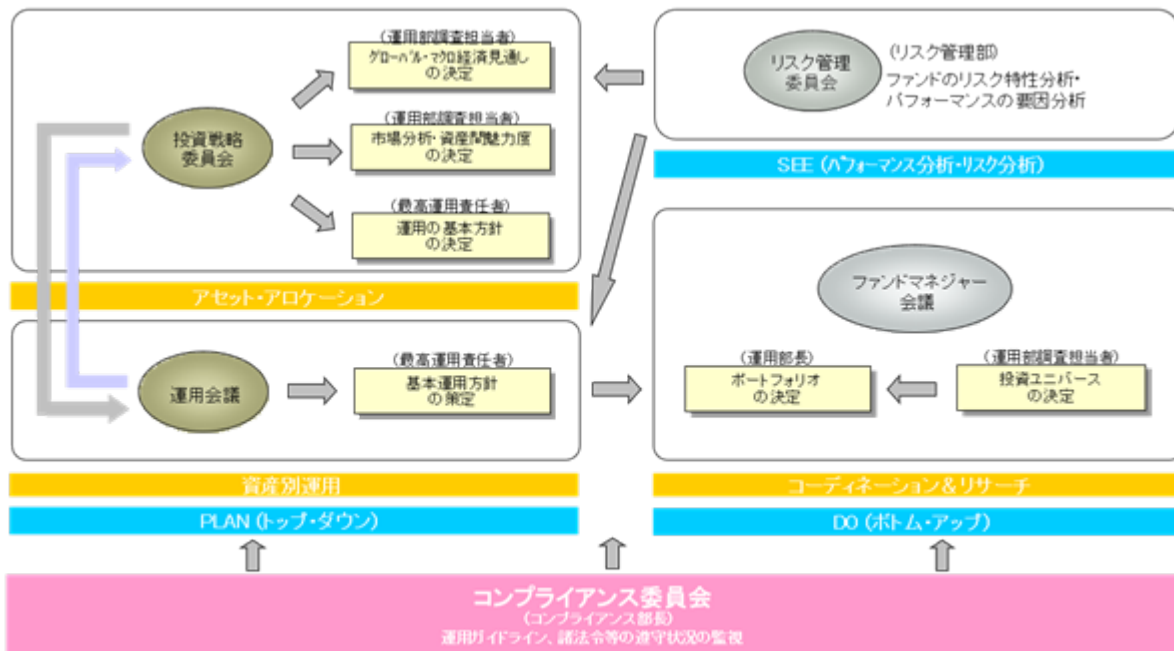 (運用部調査担当者)
グローバル・マクロ経済見通し
の決定
投資戦略
委員会
(運用部調査担当者)
市場分析・資産間魅力度
の決定
(最高運用責任者)
運用の基本方針
の決定
アセット・アロケーション
運用会議
(最高運用責任者)
基本運用方針
の策定
資産別運用
PLAN (トップ・ダウン)
リスク管理
委員会
(リスク管理部)
ファンドのリスク特性分析・
パフォーマンスの要因分析
SEE (パフォーマンス分析・リスク分析)
ファンドマネジャー
会議
(運用部長)
ポートフォリオ
の決定
(運用部調査担当者)
投資ユニバース
の決定
コーディネーション&リサーチ
DO (ボトム・アップ)
コンプライアンス委員会
(コンプライアンス部長)
運用ガイドライン、諸法令等の遵守状況の監視